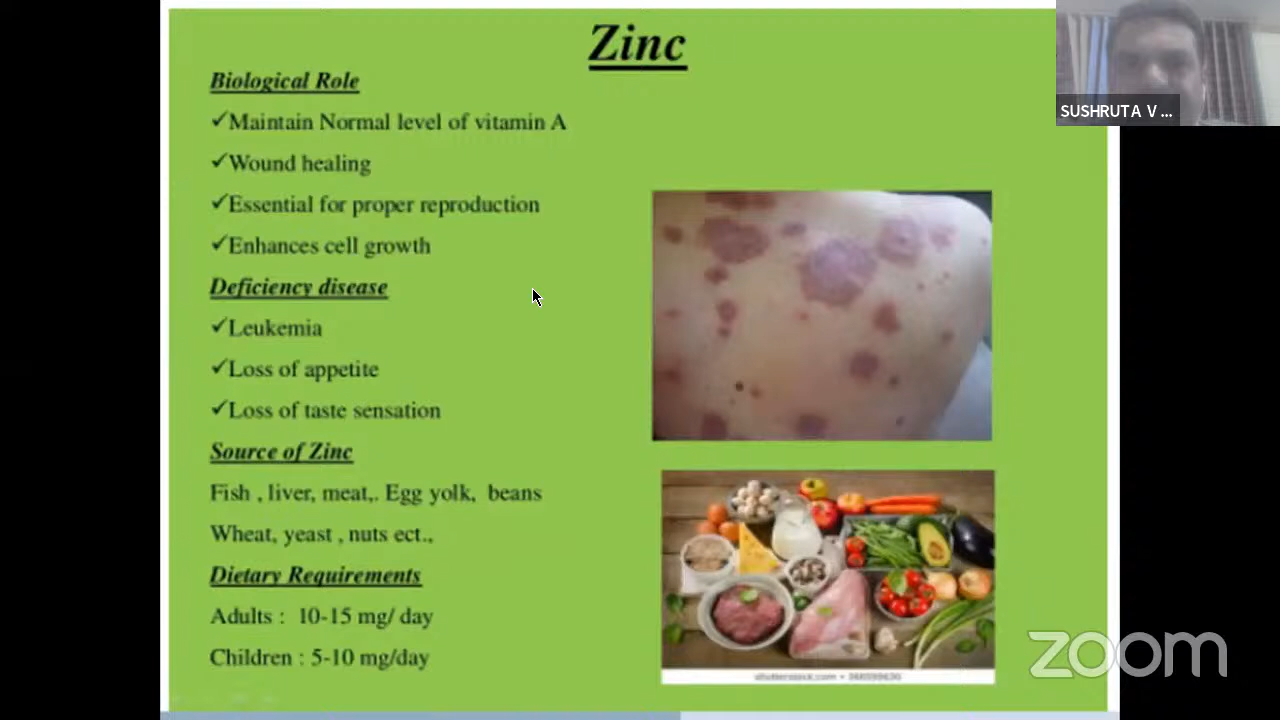 Zinc
SUSHRUTA V ...
Biological Role
✓Maintain Normal level of vitamin A
✓Wound healing
✓Essential for proper reproduction
✓Enhances cell growth
Deficiency disease
✓Leukemia
✓Loss of appetite
✓Loss of taste sensation
Source of Zinc
Fish , liver, meat,. Egg yolk, beans
Wheat, yeast , nuts ect.,
Dietary Requirements
Adults : 10-15 mg/ day
Children : 5-10 mg/day
shutterstock.com •
zoom